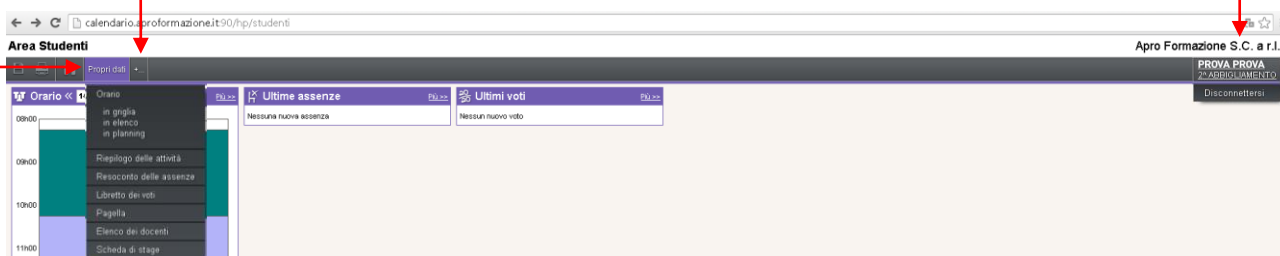 calendario.aproformazione.it:90/hp/studenti
Area Studenti
Apro Formazione S.C. a r.l.
Propri dati
PROVA PROVA
2ª ABBIGLIAMENTO
Disconnettersi
Orario
Più >>
Ultime assenze
Più >>
Ultimi voti
Più >>
Nessuna nuova assenza
Nessun nuovo voto
Orario
in griglia
in elenco
in planning
Riepilogo delle attività
Resoconto delle assenze
Libretto dei voti
Pagella
Elenco dei docenti
Scheda di stage
08h00
09h00
10h00
11h00